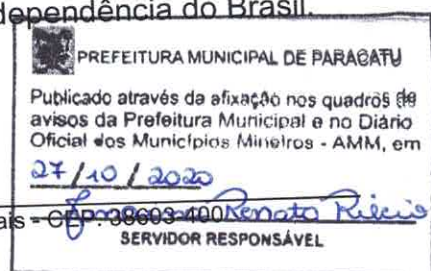 dependência do Brasil.
PREFEITURA MUNICIPAL DE PARACATU
Publicado através da afixação nos quadros de
avisos da Prefeitura Municipal e no Diário
Oficial dos Municípios Mineiros - AMM, em
27/10/2020
ais - CEP: 38603-400 Renato
SERVIDOR RESPONSÁVEL